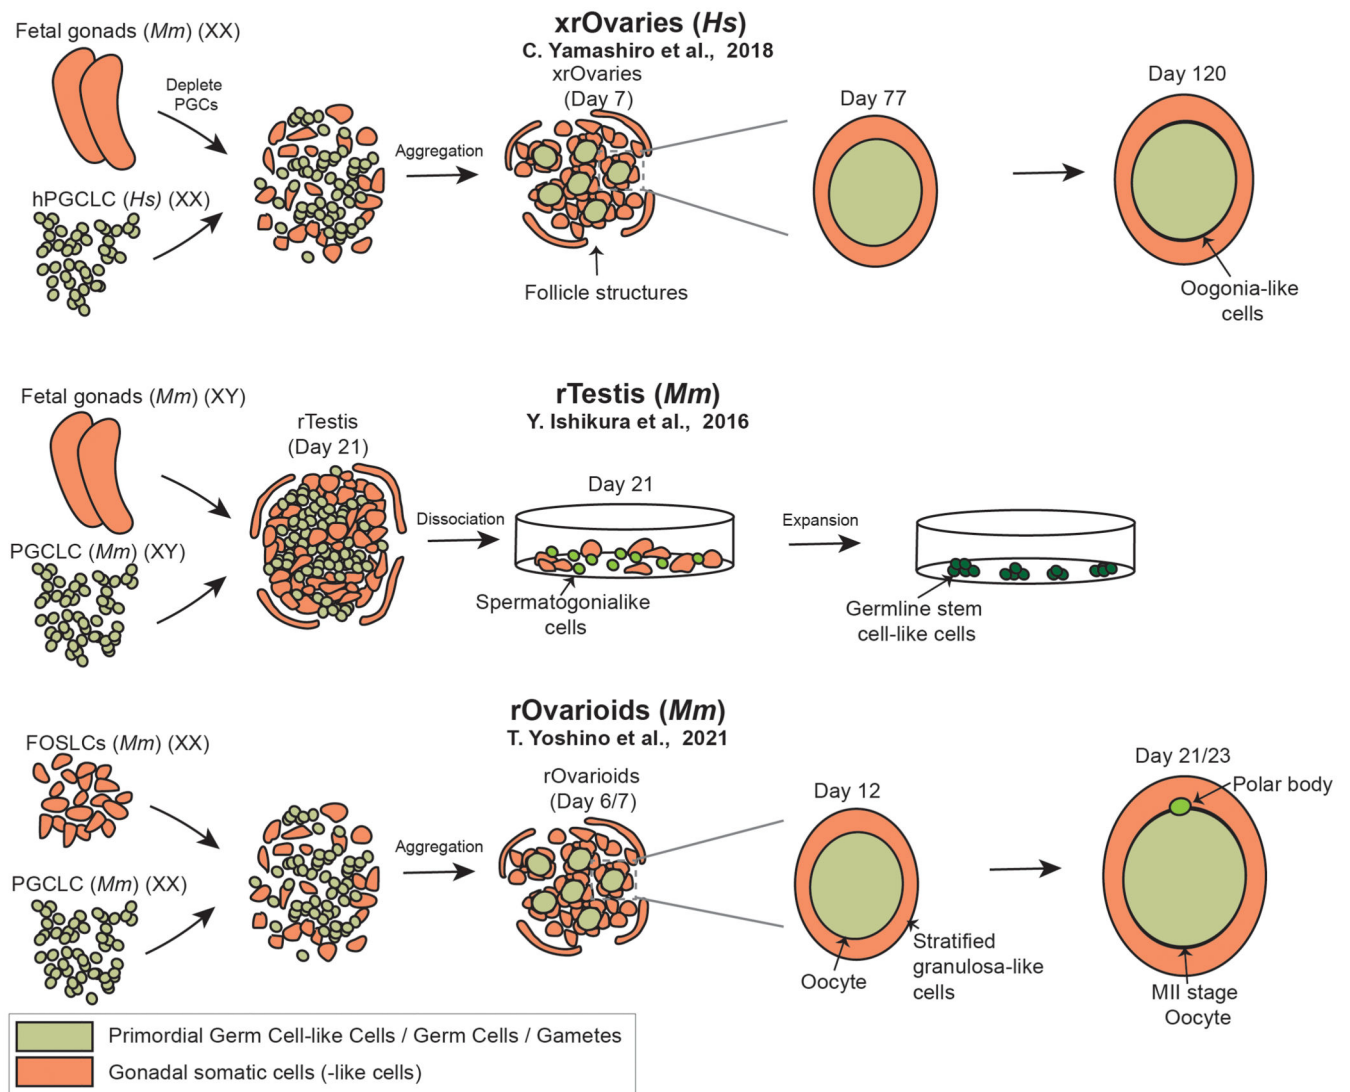 xrOvaries (Hs)
C. Yamashiro et al., 2018
Fetal gonads (Mm) (XX)
Deplete
PGCs
hPGCLC (Hs) (XX)
Aggregation
xrOvaries
(Day 7)
Follicle structures
Day 77
Day 120
Oogonia-like
cells
rTestis (Mm)
Y. Ishikura et al., 2016
Fetal gonads (Mm) (XY)
PGCLC (Mm) (XY)
rTestis
(Day 21)
Dissociation
Day 21
Spermatogonialike
cells
Expansion
Germline stem
cell-like cells
rOvarioids (Mm)
T. Yoshino et al., 2021
FOSLCs (Mm) (XX)
PGCLC (Mm) (XX)
Aggregation
rOvarioids
(Day 6/7)
Day 12
Oocyte
Stratified
granulosa-like
cells
Day 21/23
Polar body
MII stage
Oocyte
Primordial Germ Cell-like Cells / Germ Cells / Gametes
Gonadal somatic cells (-like cells)